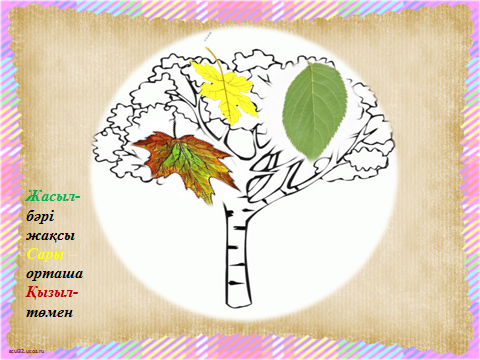 Жасыл-
бәрі
жақсы
Сары
орташа
Қызыл-
төмен